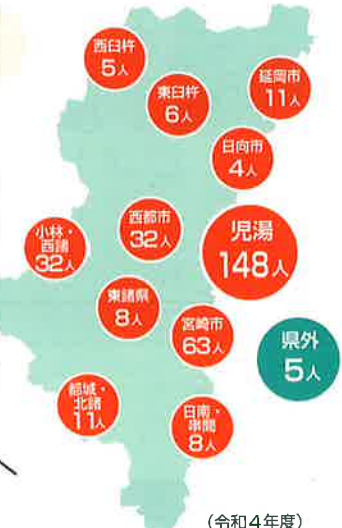 西臼杵
5人
東臼杵
6人
延岡市
11人
日向市
4人
西都市
32人
児湯
148人
小林・
西諸
32人
東諸県
8人
宮崎市
63人
県外
5人
都城・
北諸
11人
日南・
串間
8人
(令和4年度)